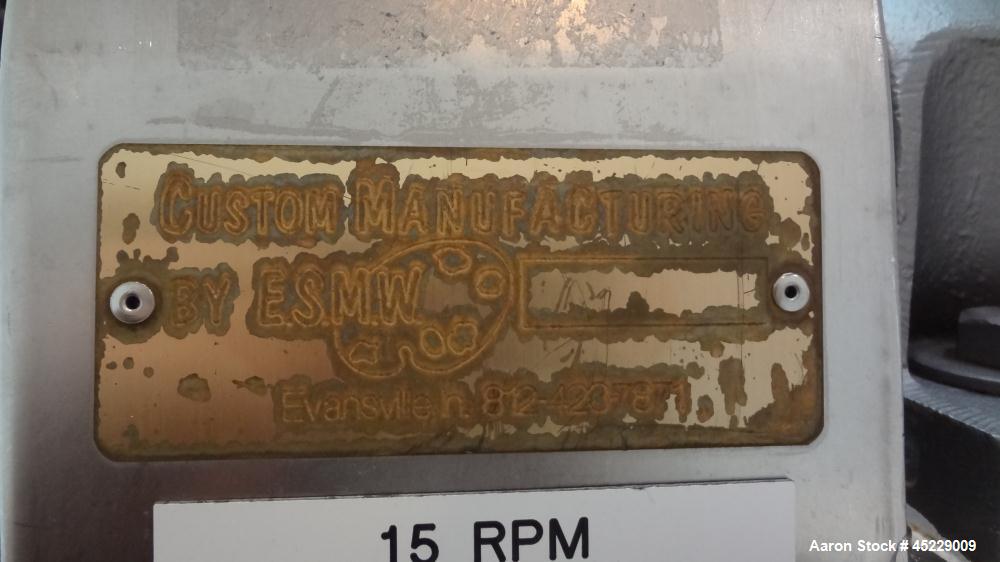 CUSTOM MANUFACTURING
BY E.S.M.W.
Evansville, In. 812-423-7871
15 RPM
Aaron Stock # 45229009